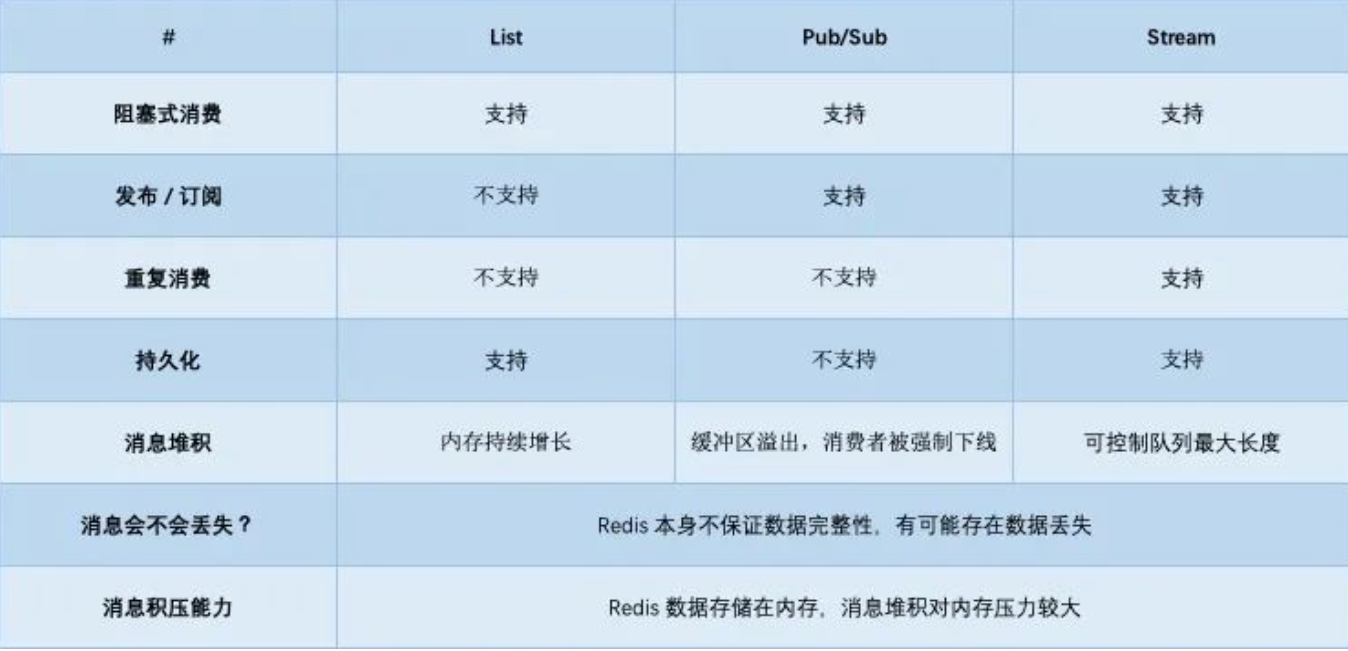 # List Pub/Sub Stream
阻塞式消费 支持 支持 支持
发布 / 订阅 不支持 支持 支持
重复消费 不支持 不支持 支持
持久化 支持 不支持 支持
消息堆积 内存持续增长 缓冲区溢出，消费者被强制下线 可控制队列最大长度
消息会不会丢失？ Redis 本身不保证数据完整性，有可能存在数据丢失
消息积压能力 Redis 数据存储在内存，消息堆积对内存压力较大